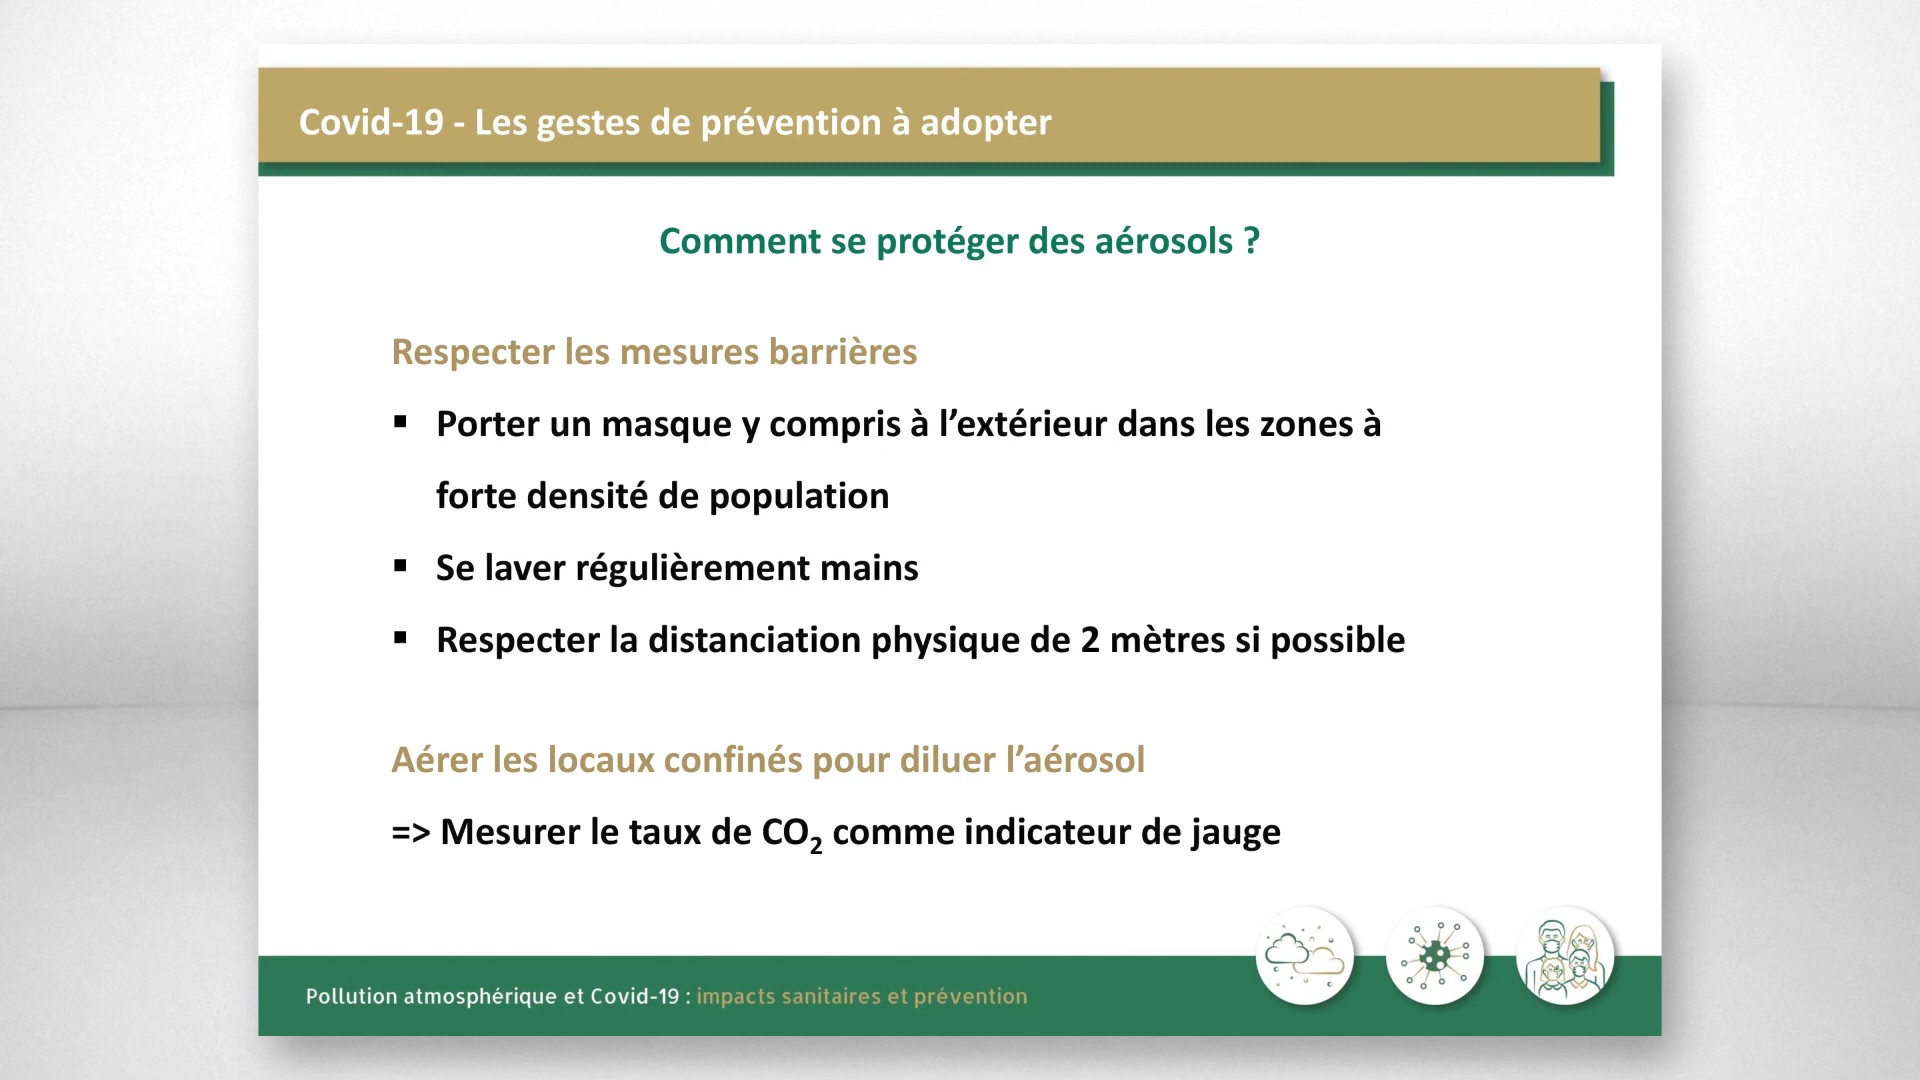 Covid-19 - Les gestes de prévention à adopter
Comment se protéger des aérosols ?
Respecter les mesures barrières
▪ Porter un masque y compris à l’extérieur dans les zones à
forte densité de population
▪ Se laver régulièrement mains
▪ Respecter la distanciation physique de 2 mètres si possible
Aérer les locaux confinés pour diluer l’aérosol
=> Mesurer le taux de CO₂ comme indicateur de jauge
Pollution atmosphérique et Covid-19 : impacts sanitaires et prévention